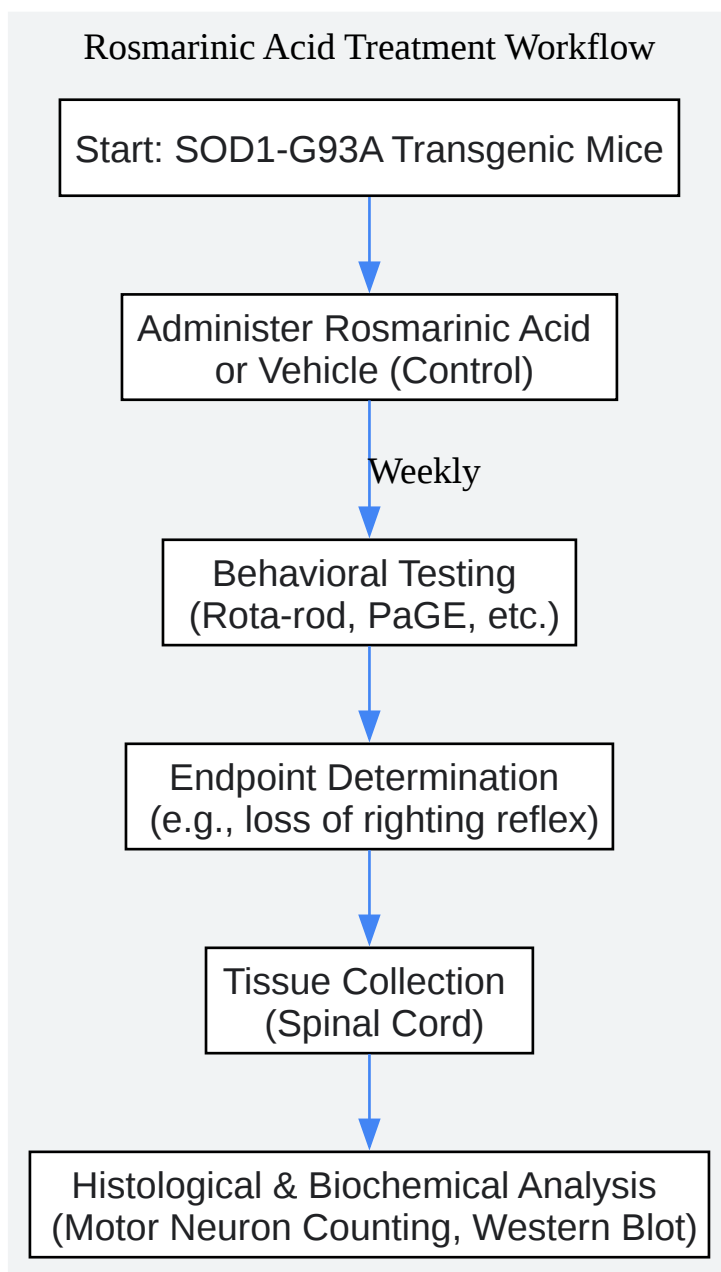 Rosmarinic Acid Treatment Workflow
Start: SOD1-G93A Transgenic Mice
Administer Rosmarinic Acid
or Vehicle (Control)
Weekly
Behavioral Testing
(Rota-rod, PaGE, etc.)
Endpoint Determination
(e.g., loss of righting reflex)
Tissue Collection
(Spinal Cord)
Histological & Biochemical Analysis
(Motor Neuron Counting, Western Blot)